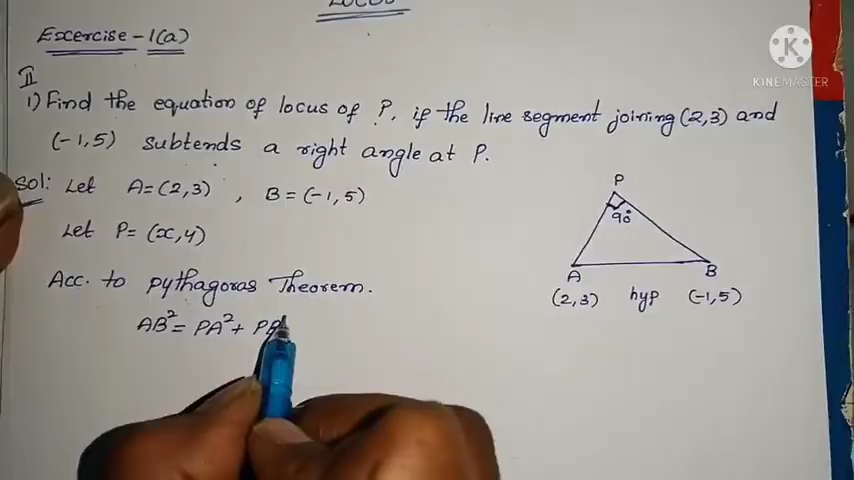 LOCUS
Excercise - 1(a)
II
1) Find the equation of locus of P, if the line segment joining (2,3) and
(-1,5) subtends a right angle at P.
Sol: Let A=(2,3) , B = (-1,5)
Let P=(x,y)
Acc. to pythagoras Theorem.
AB²= PA²+ PB
P
90°
A
B
(2,3) hyp (-1,5)
KINEMASTER